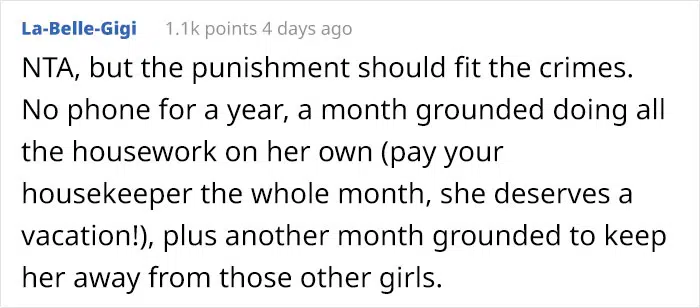 La-Belle-Gigi 1.1k points 4 days ago
NTA, but the punishment should fit the crimes.
No phone for a year, a month grounded doing all
the housework on her own (pay your
housekeeper the whole month, she deserves a
vacation!), plus another month grounded to keep
her away from those other girls.